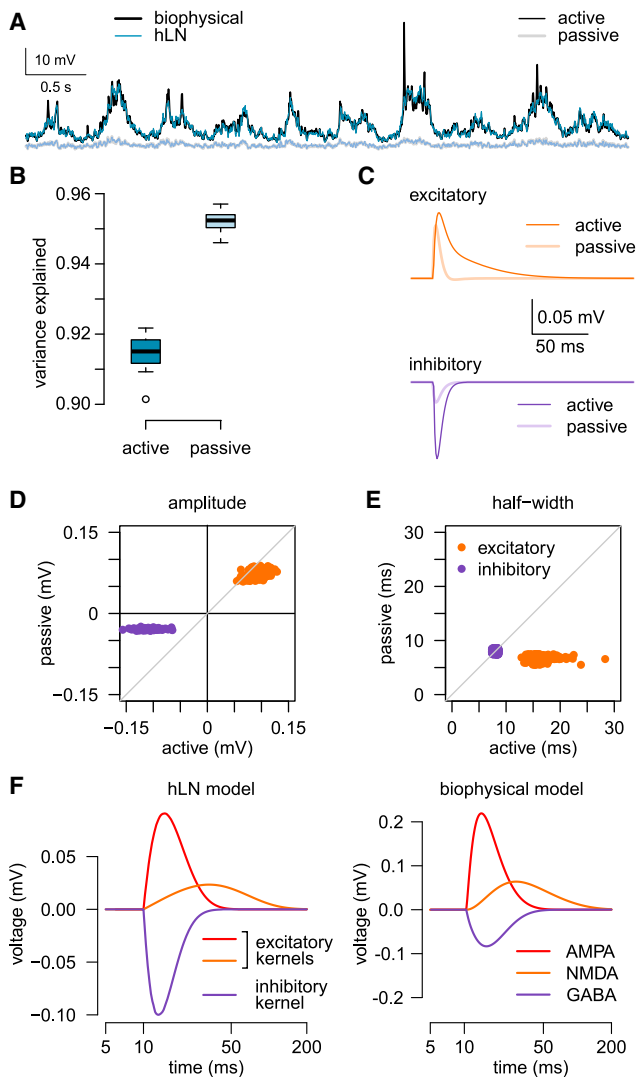 A
biophysical
hLN
active
passive
10 mV
0.5 s
B
variance explained
0.96
0.94
0.92
0.90
active
passive
C
excitatory
active
passive
0.05 mV
50 ms
inhibitory
active
passive
D
amplitude
passive (mV)
0.15
0
−0.15
−0.15
0
0.15
active (mV)
E
half−width
passive (ms)
30
20
10
0
excitatory
inhibitory
0
10
20
30
active (ms)
F
hLN model
voltage (mV)
0.05
0.00
−0.05
−0.10
excitatory
kernels
inhibitory
kernel
5
10
50
200
time (ms)
biophysical model
voltage (mV)
0.2
0.0
-0.1
-0.2
AMPA
NMDA
GABA
5
10
50
200
time (ms)